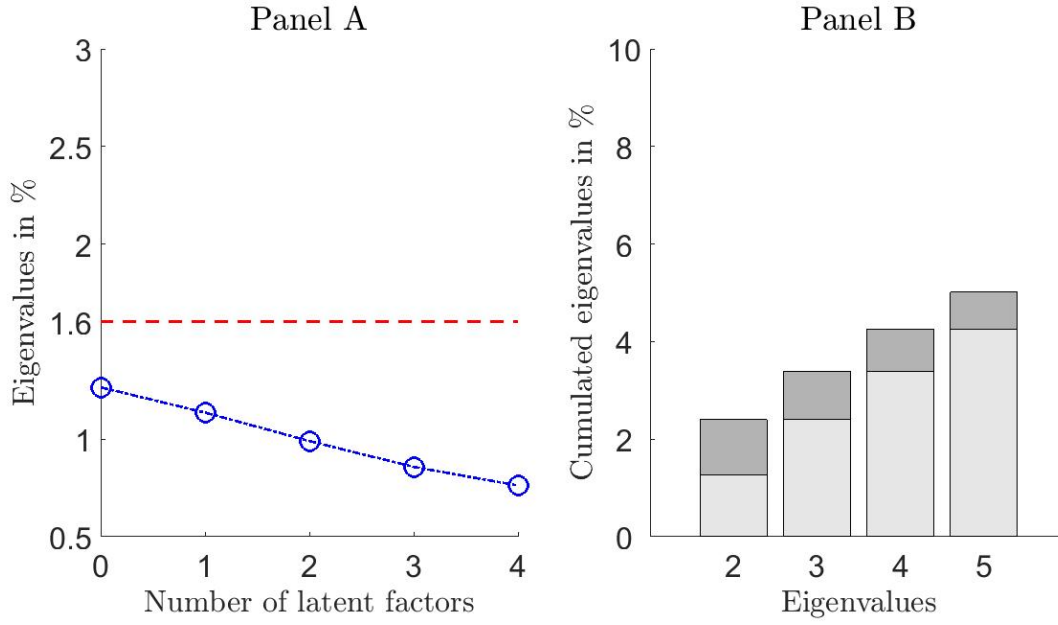 Panel A
Eigenvalues in %
3
2.5
2
1.6
1
0.5
0 1 2 3 4
Number of latent factors
Panel B
Cumulated eigenvalues in %
10
8
6
4
2
0
2 3 4 5
Eigenvalues